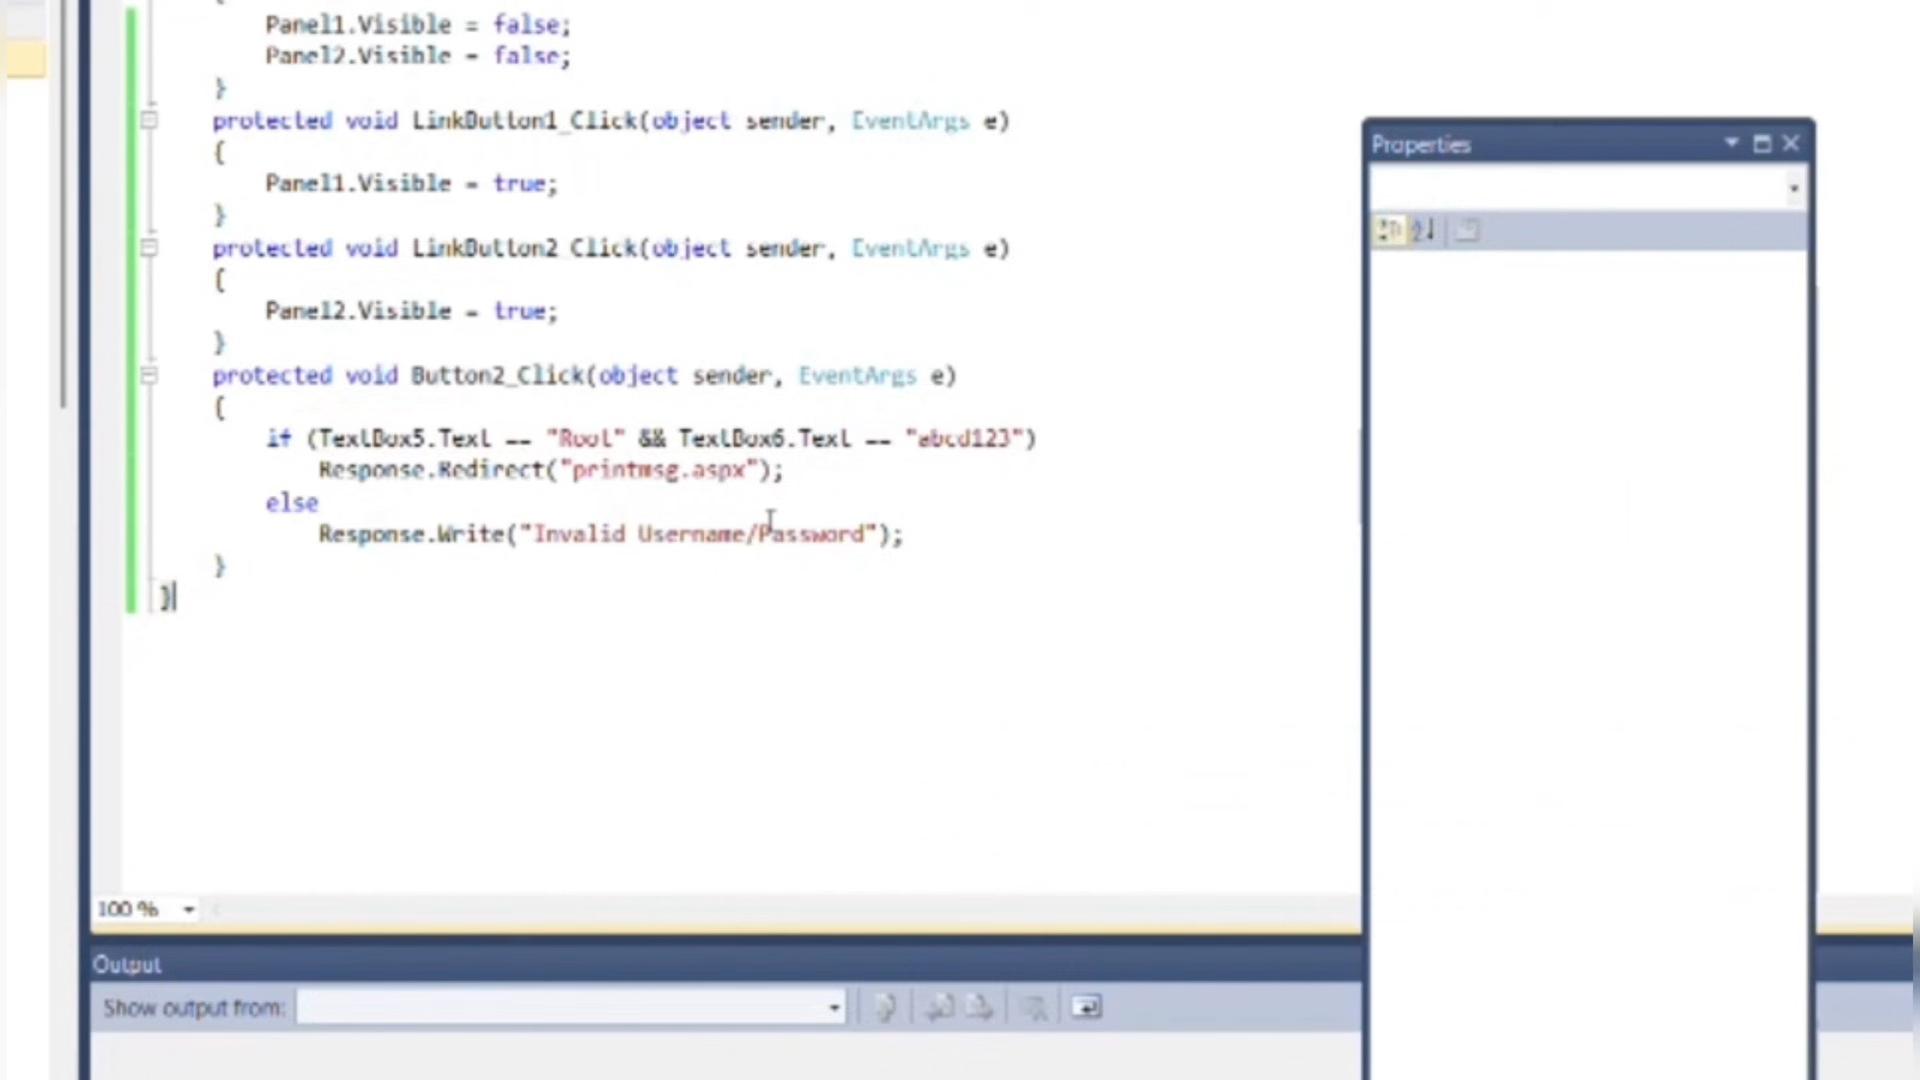 {
Panel1.Visible = false;
Panel2.Visible = false;
}
protected void LinkButton1_Click(object sender, EventArgs e)
{
Panel1.Visible = true;
}
protected void LinkButton2_Click(object sender, EventArgs e)
{
Panel2.Visible = true;
}
protected void Button2_Click(object sender, EventArgs e)
{
if (TextBox5.Text == "Root" && TextBox6.Text == "abcd123")
Response.Redirect("printmsg.aspx");
else
Response.Write("Invalid Username/Password");
}
}
Properties
100 %
Output
Show output from: